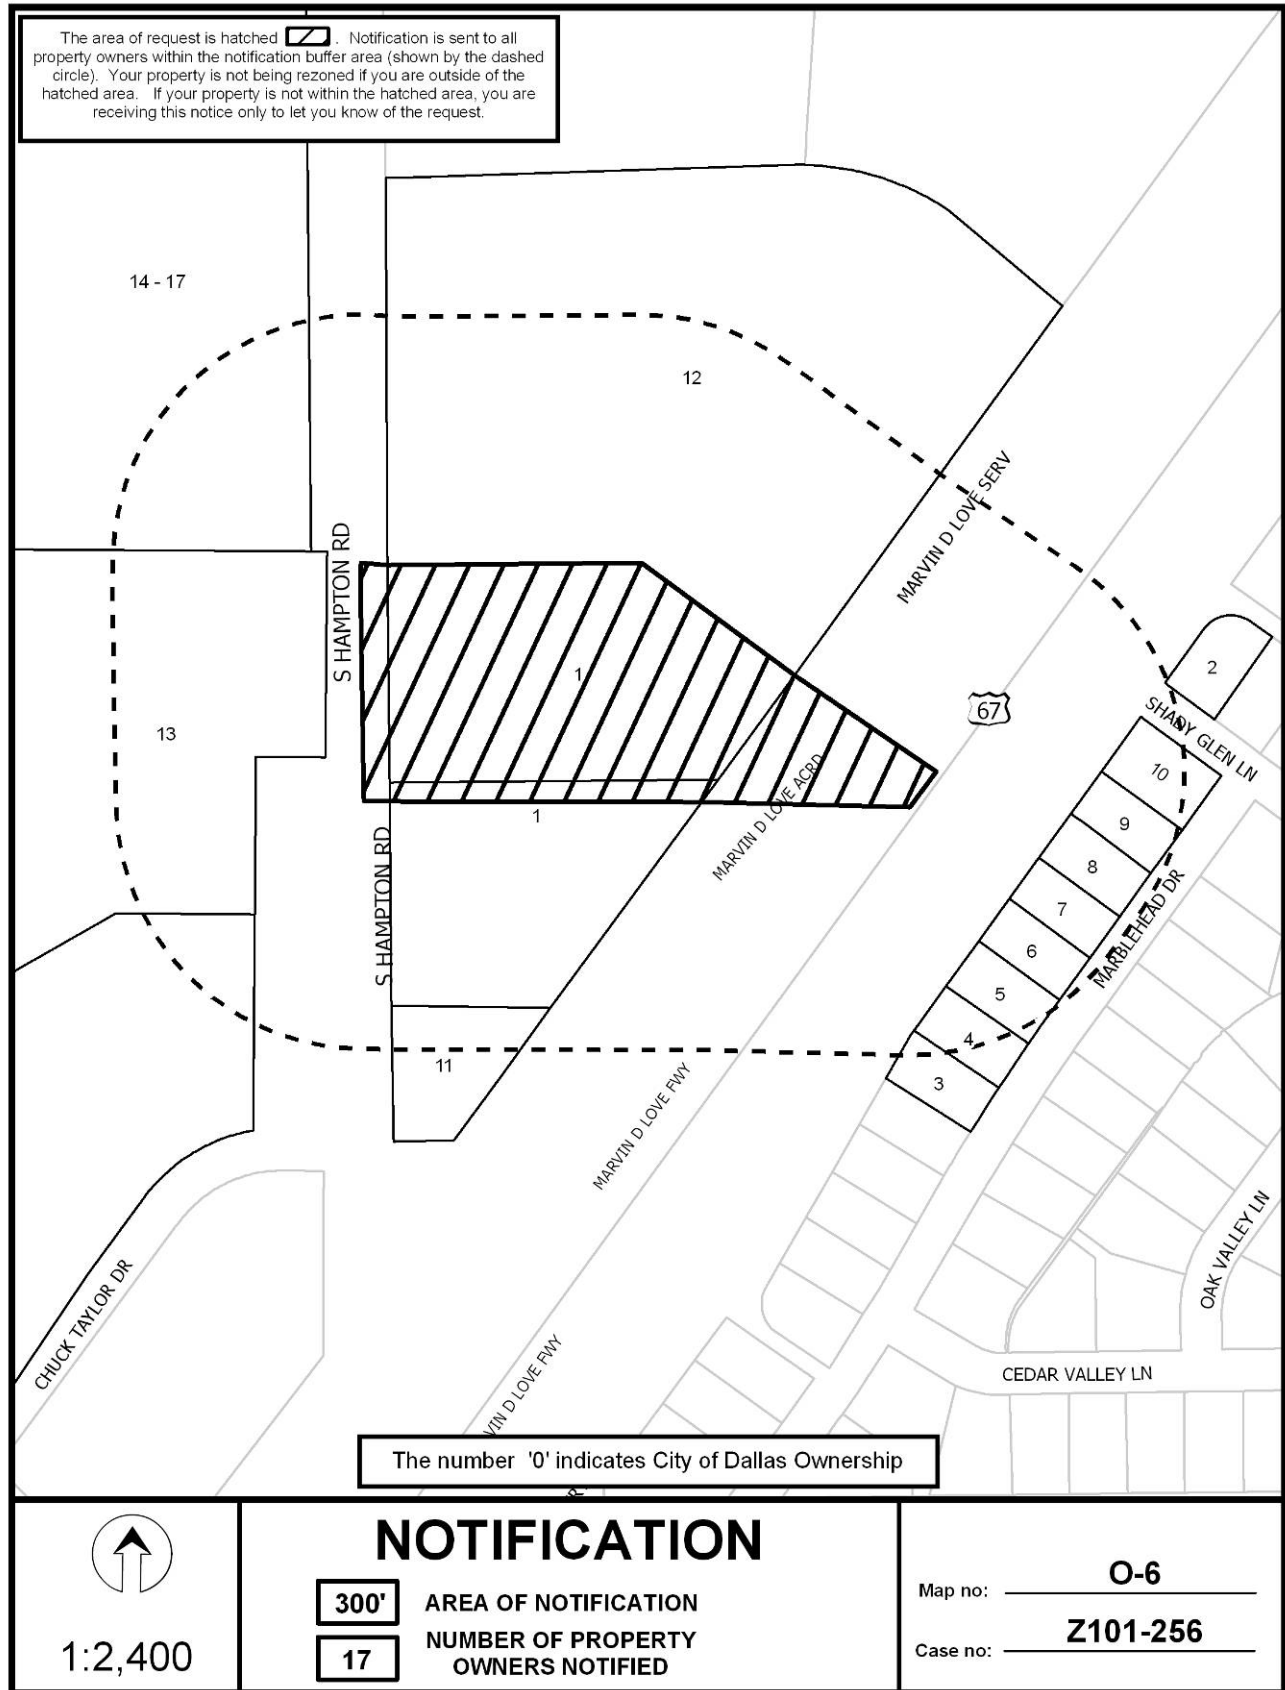 The area of request is hatched . Notification is sent to all
property owners within the notification buffer area (shown by the dashed
circle). Your property is not being rezoned if you are outside of the
hatched area. If your property is not within the hatched area, you are
receiving this notice only to let you know of the request.
14 - 17
12
MARVIN D LOVE SERV
S HAMPTON RD
1
2
67
13
SHADY GLEN LN
10
MARVIN D LOVE ACRD
1
9
S HAMPTON RD
8
7
MARBLEHEAD DR
6
5
4
11
3
MARVIN D LOVE FWY
OAK VALLEY LN
CHUCK TAYLOR DR
CEDAR VALLEY LN
VIN D LOVE FWY
The number '0' indicates City of Dallas Ownership
NOTIFICATION
300' AREA OF NOTIFICATION
17 NUMBER OF PROPERTY
OWNERS NOTIFIED
1:2,400
Map no: O-6
Case no: Z101-256